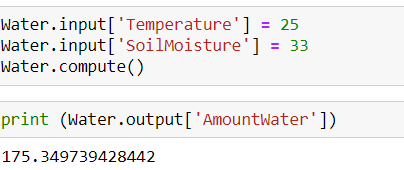 Water.input['Temperature'] = 25
Water.input['SoilMoisture'] = 33
Water.compute()
print (Water.output['AmountWater'])
175.349739428442